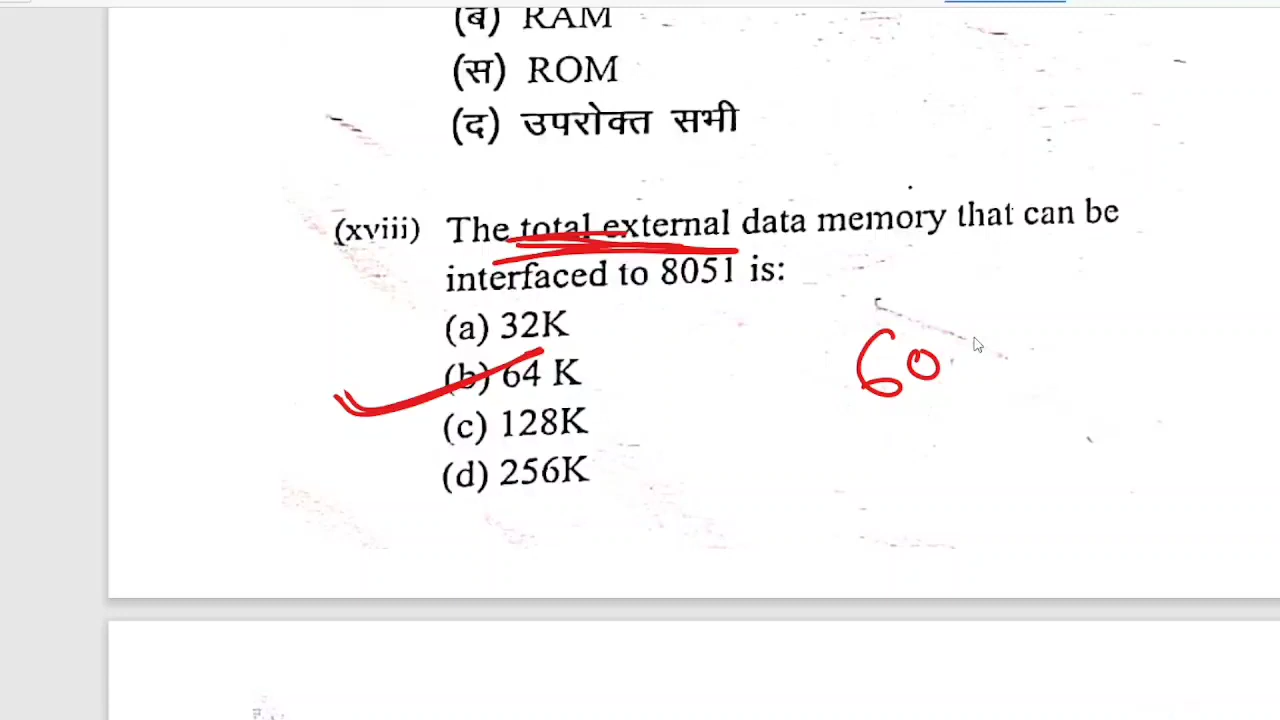 (ब) RAM
(स) ROM
(द) उपरोक्त सभी
(xviii) The total external data memory that can be
interfaced to 8051 is:
(a) 32K
(b) 64 K
60
(c) 128K
(d) 256K